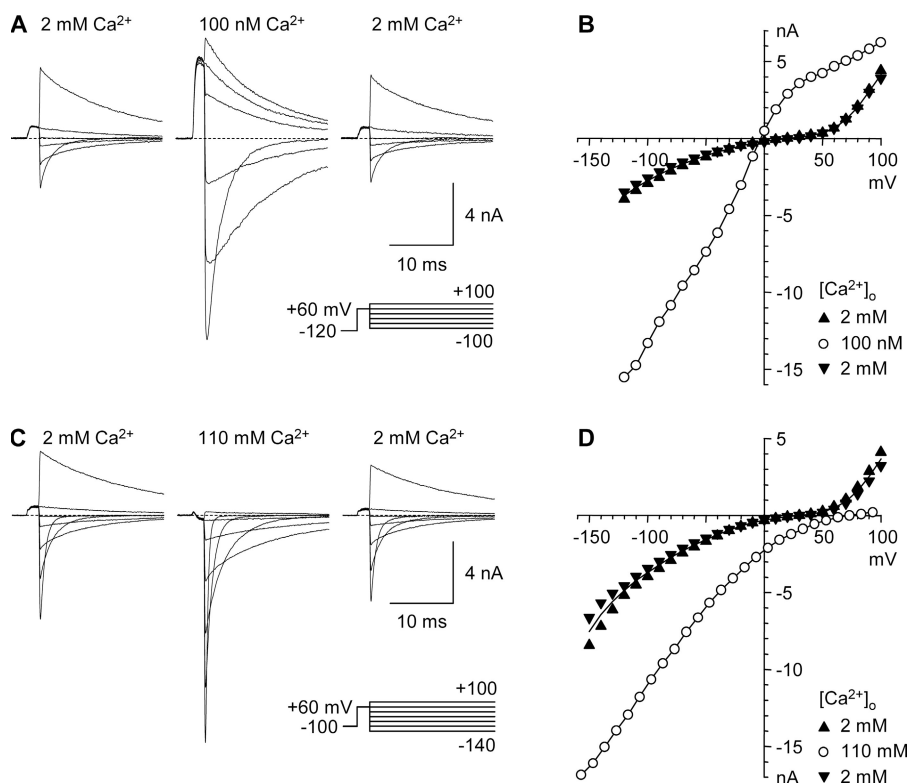 A
2 mM Ca²⁺
100 nM Ca²⁺
2 mM Ca²⁺
4 nA
10 ms
+100
+60 mV
-120
-100
B
nA
5
-150
-100
50
100
mV
-5
-10
-15
[Ca²⁺]ₒ
▲ 2 mM
○ 100 nM
▼ 2 mM
C
2 mM Ca²⁺
110 mM Ca²⁺
2 mM Ca²⁺
4 nA
10 ms
+100
+60 mV
-100
-140
D
5
-150
-100
50
100
mV
-5
-10
-15
nA
[Ca²⁺]ₒ
▲ 2 mM
○ 110 mM
▼ 2 mM